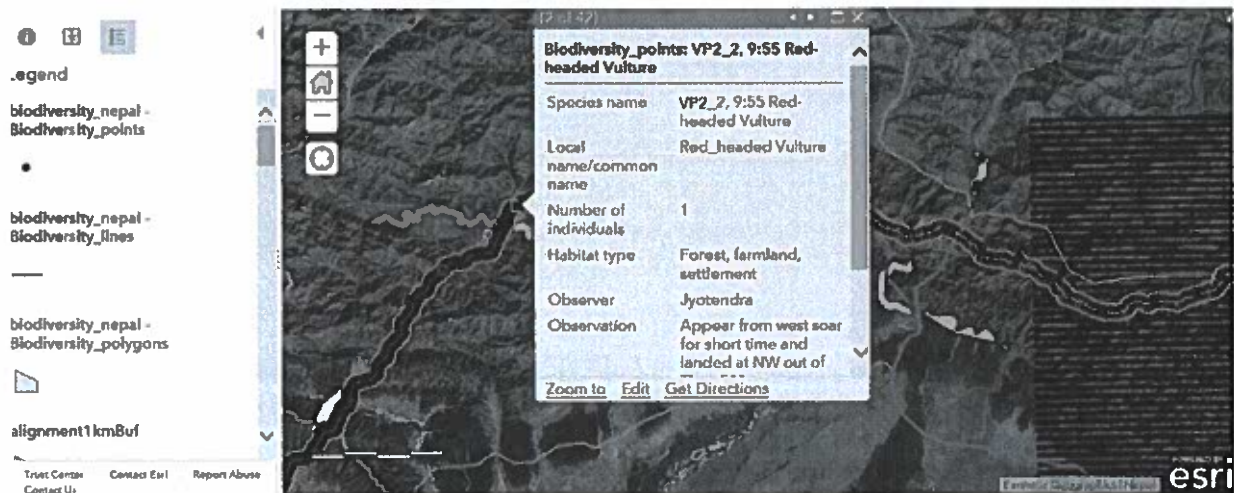 .egend
biodiversity_nepal -
Biodiversity_points
biodiversity_nepal -
Biodiversity_lines
biodiversity_nepal -
Biodiversity_polygons
alignment1kmBuf
Trust Center Contact Esri Report Abuse
Contact Us
(2 of 42)
Biodiversity_points: VP2_2, 9:55 Red-
headed Vulture
Species name VP2_2, 9:55 Red-
headed Vulture
Local Red_headed Vulture
name/common
name
Number of 1
individuals
Habitat type Forest, farmland,
settlement
Observer Jyotendra
Observation Appear from west soar
for short time and
landed at NW out of
Zoom to Edit Get Directions
POWERED BY
esri